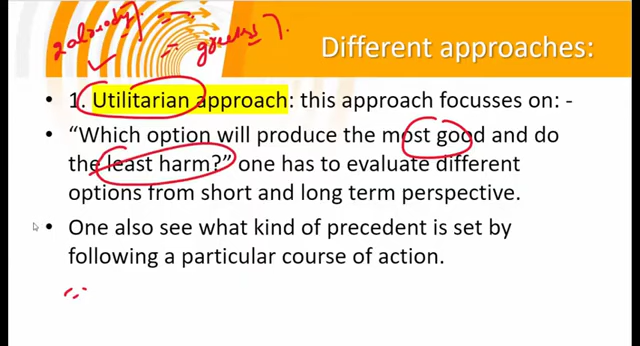 Different approaches:
• 1. Utilitarian approach: this approach focusses on: -
• “Which option will produce the most good and do
the least harm?” one has to evaluate different
options from short and long term perspective.
• One also see what kind of precedent is set by
following a particular course of action.